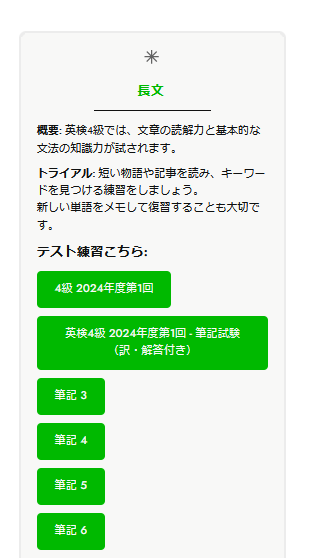 長文
概要: 英検4級では、文章の読解力と基本的な
文法の知識力が試されます。
トライアル: 短い物語や記事を読み、キーワー
ドを見つける練習をしましょう。
新しい単語をメモして復習することも大切で
す。
テスト練習こちら:
4級 2024年度第1回
英検4級 2024年度第1回 - 筆記試験
（訳・解答付き）
筆記 3
筆記 4
筆記 5
筆記 6